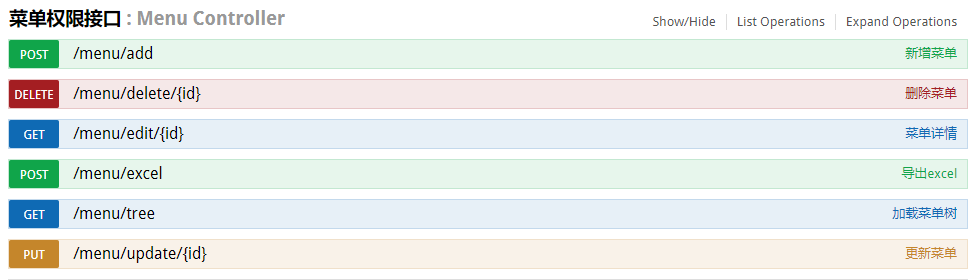 菜单权限接口 : Menu Controller
Show/Hide List Operations Expand Operations
POST /menu/add 新增菜单
DELETE /menu/delete/{id} 删除菜单
GET /menu/edit/{id} 菜单详情
POST /menu/excel 导出excel
GET /menu/tree 加载菜单树
PUT /menu/update/{id} 更新菜单